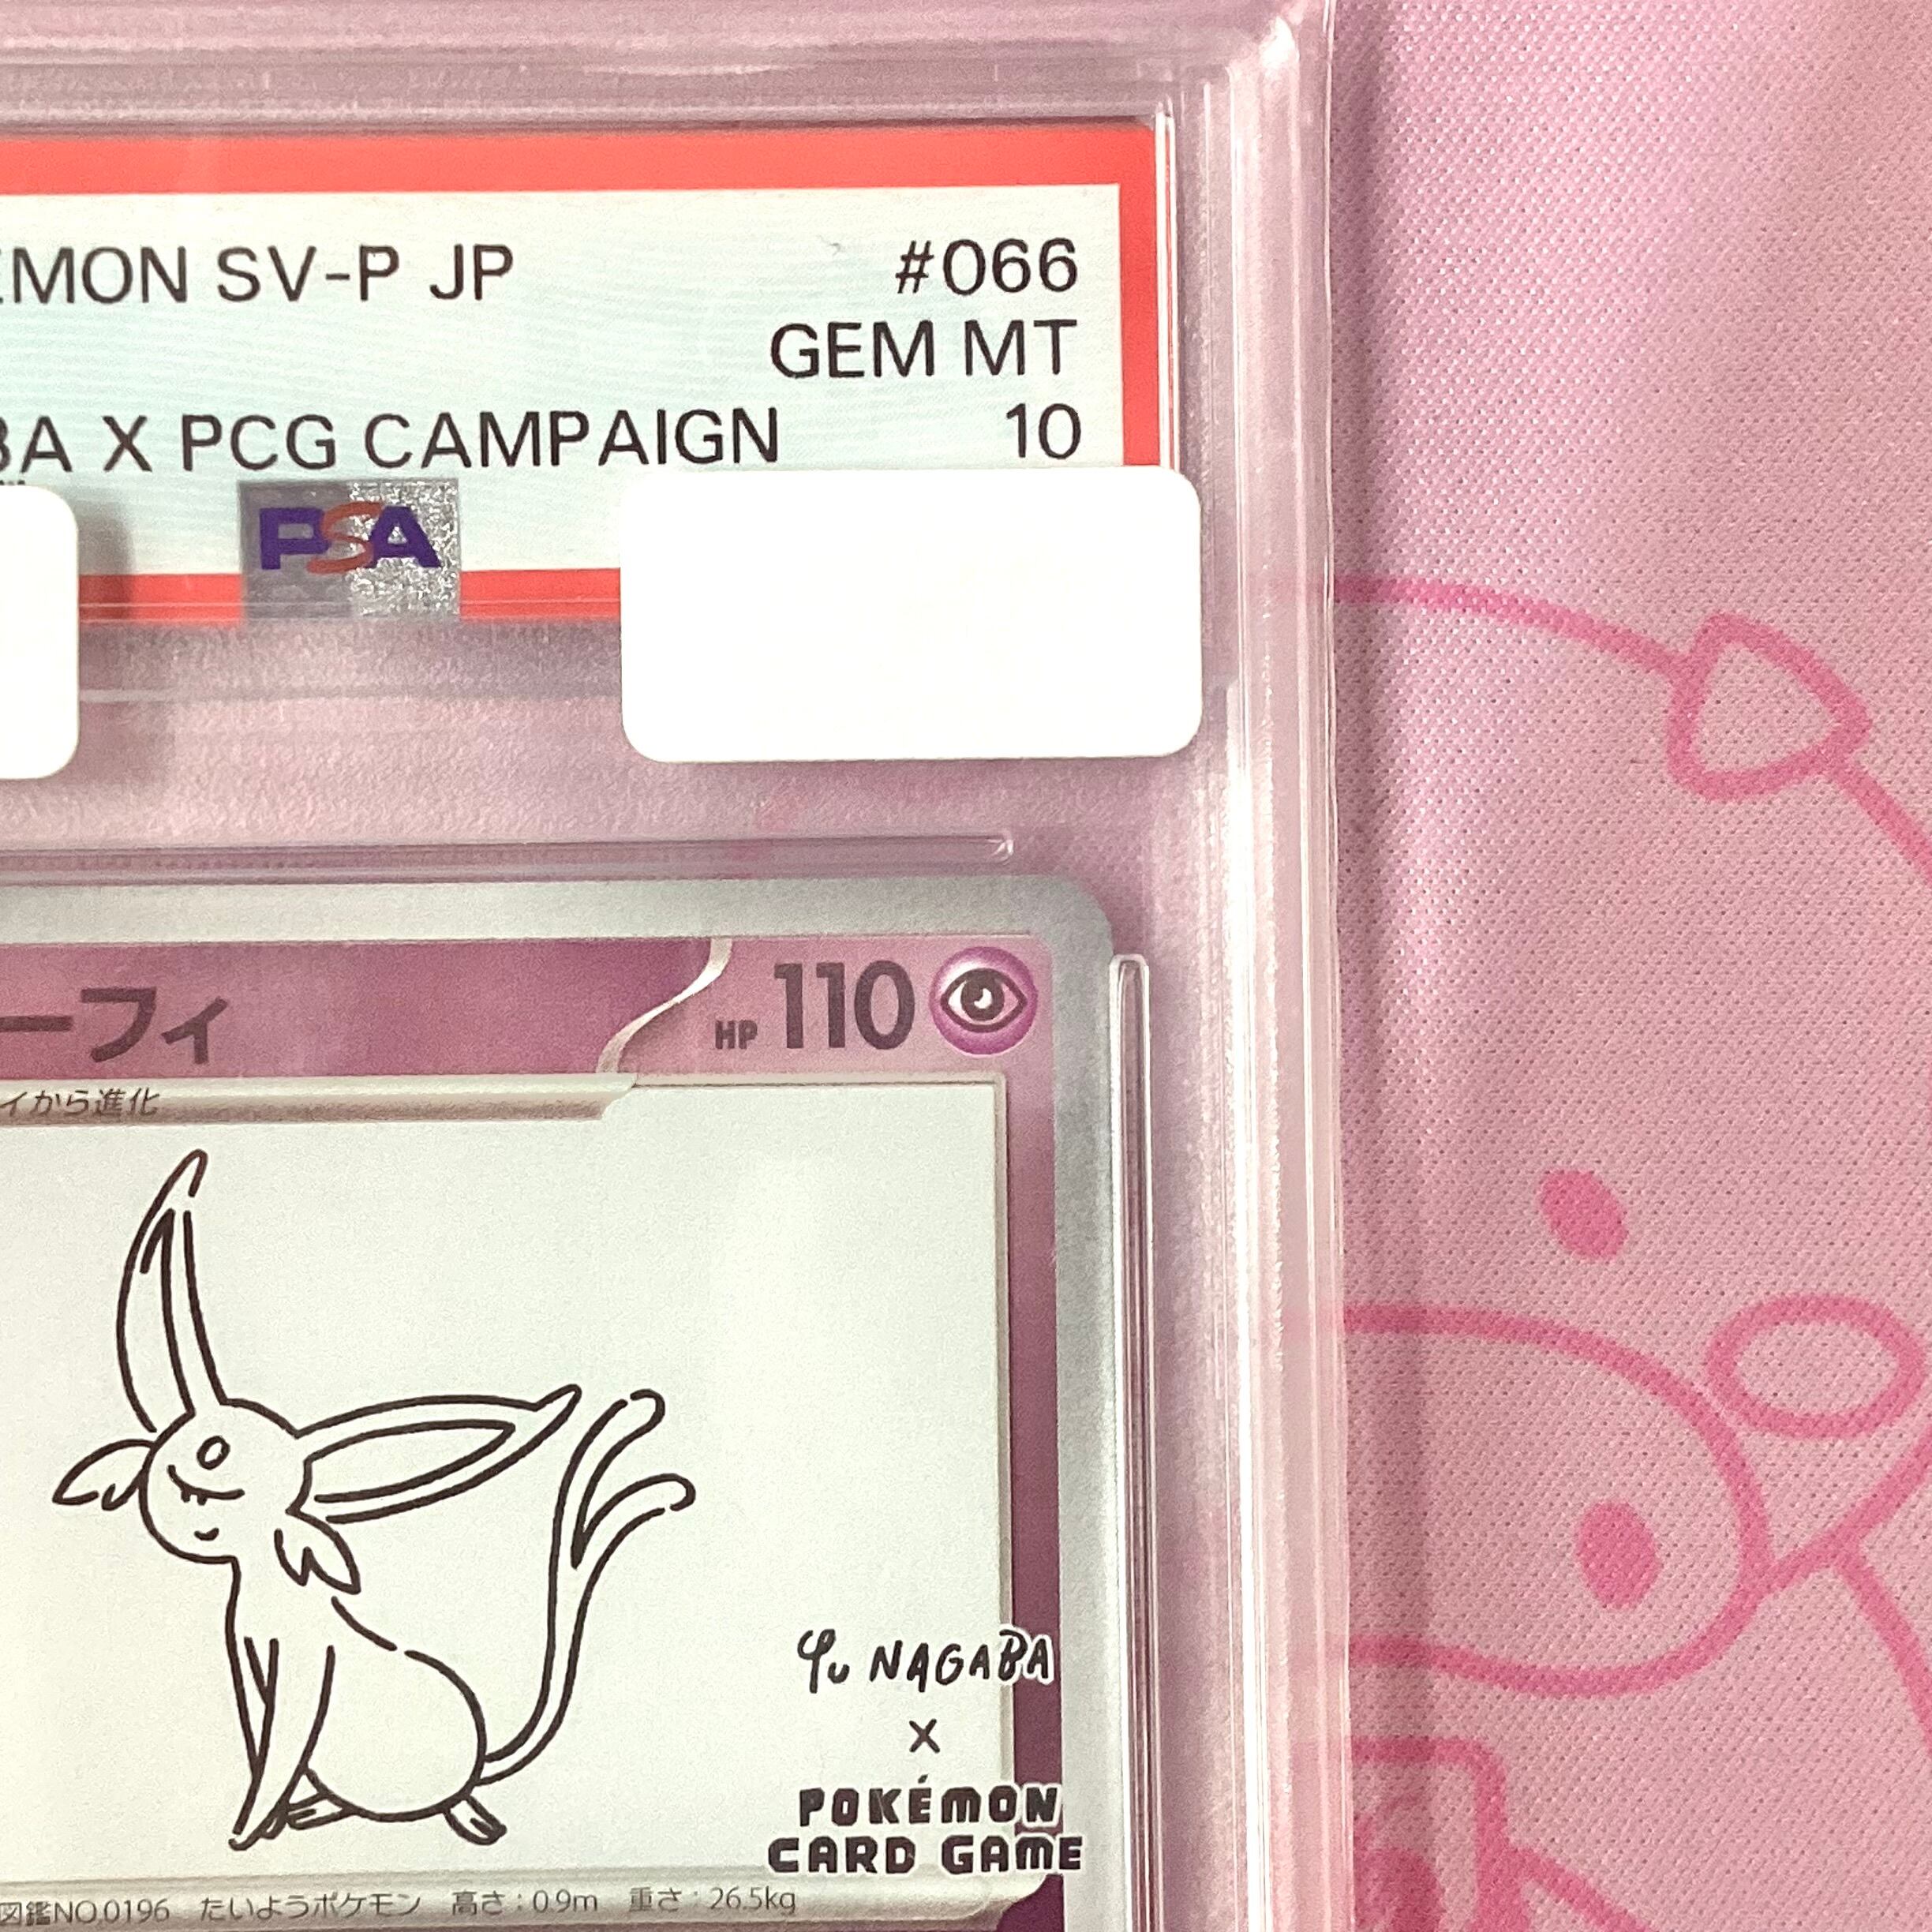 EMON SV-P JP #066
GEM MT
BA X PCG CAMPAIGN 10
PSA
ーフィ HP 110
イから進化
Yu NAGABA
X
POKÉMON
CARD GAME
図鑑NO.0196 たいようポケモン 高さ:0.9m 重さ:26.5kg